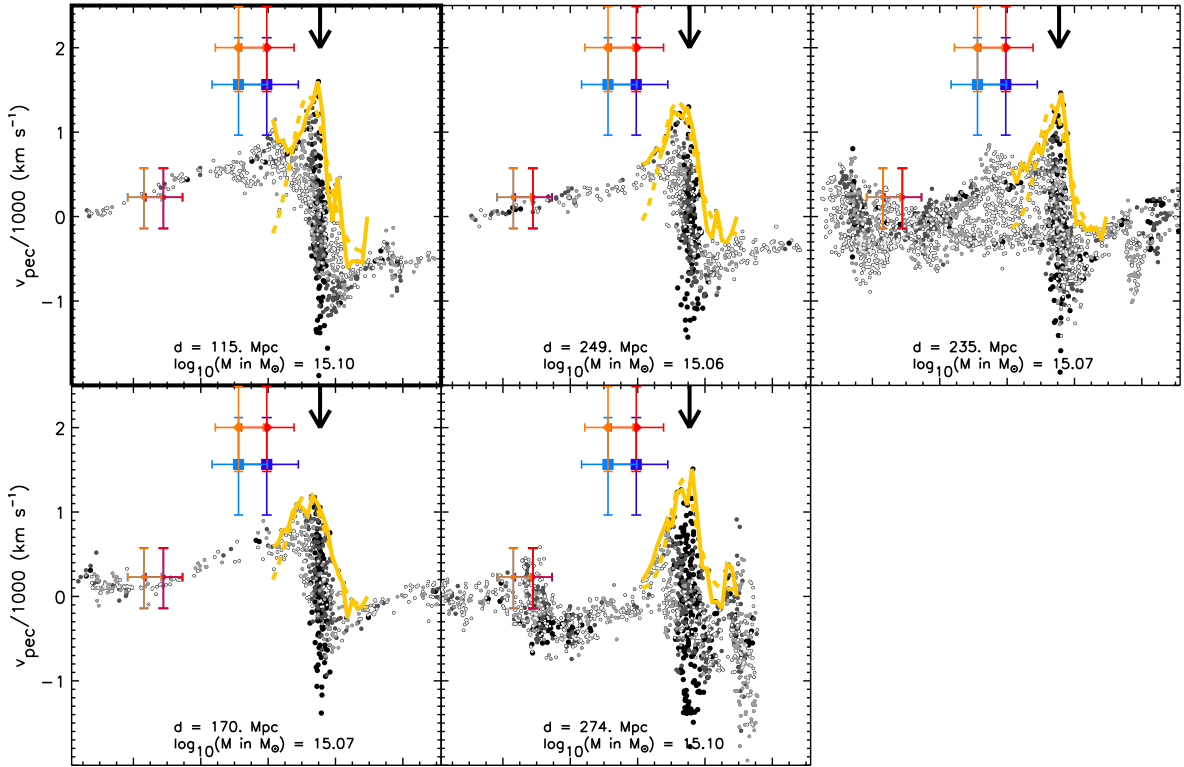 v_pec/1000 (km s⁻¹)
2
1
0
−1
d = 115. Mpc
log₁₀(M in M☉) = 15.10
d = 249. Mpc
log₁₀(M in M☉) = 15.06
d = 235. Mpc
log₁₀(M in M☉) = 15.07
v_pec/1000 (km s⁻¹)
2
1
0
−1
d = 170. Mpc
log₁₀(M in M☉) = 15.07
d = 274. Mpc
log₁₀(M in M☉) = 15.10